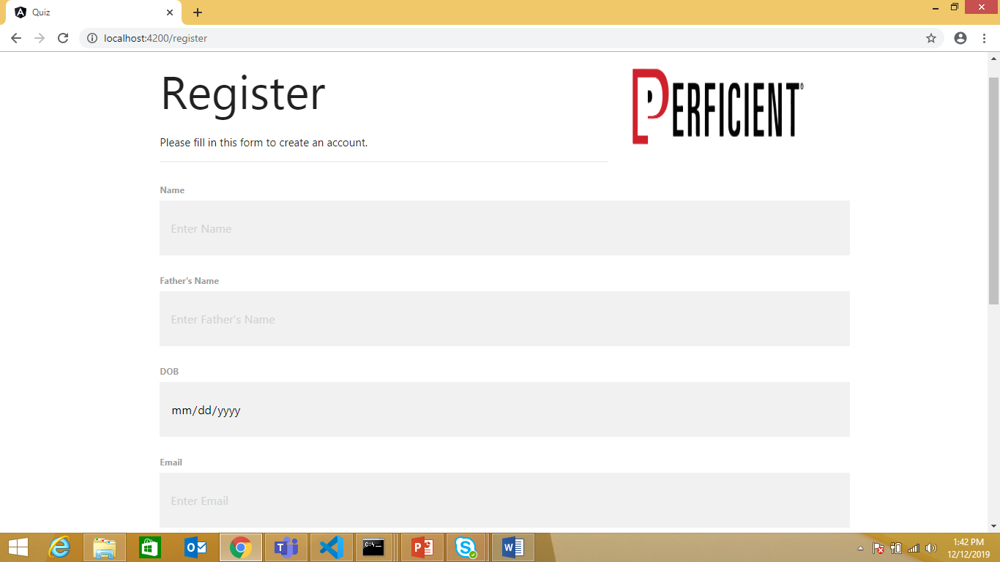 Quiz
localhost:4200/register
Register
PERFICIENT®
Please fill in this form to create an account.
Name
Enter Name
Father's Name
Enter Father's Name
DOB
mm/dd/yyyy
Email
Enter Email
1:42 PM
12/12/2019